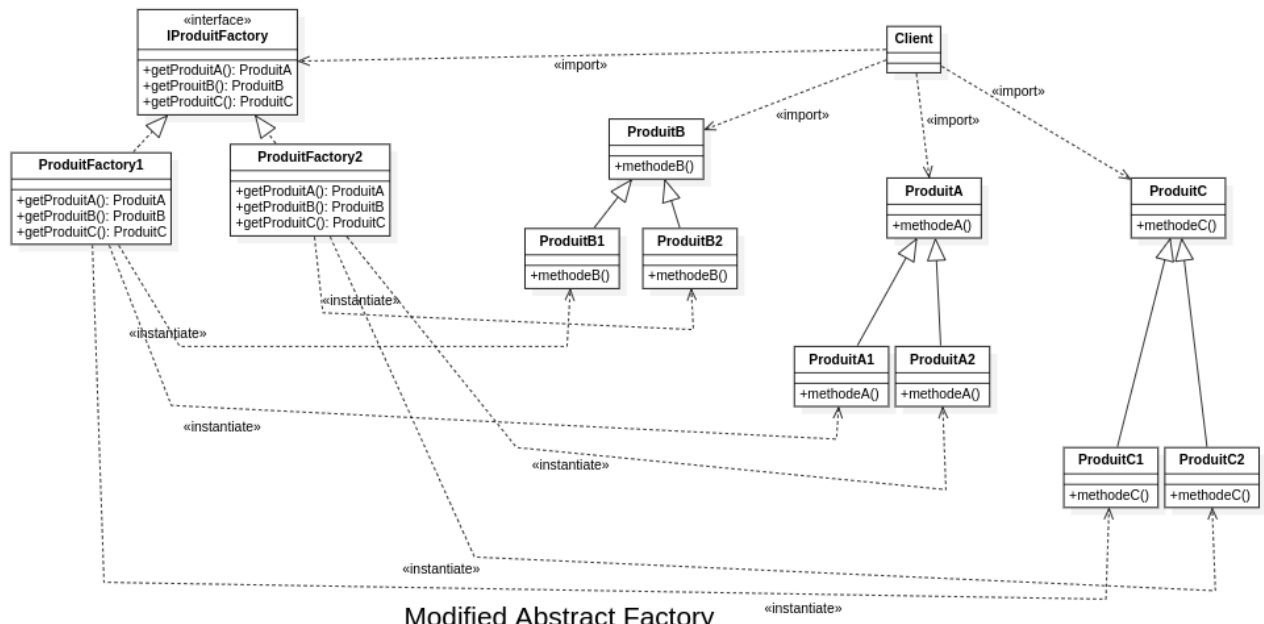 «interface»
IProduitFactory
+getProduitA(): ProduitA
+getProuitB(): ProduitB
+getProduitC(): ProduitC
Client
«import»
«import»
«import»
«import»
ProduitFactory1
+getProduitA(): ProduitA
+getProduitB(): ProduitB
+getProduitC(): ProduitC
ProduitFactory2
+getProduitA(): ProduitA
+getProduitB(): ProduitB
+getProduitC(): ProduitC
ProduitB
+methodeB()
ProduitA
+methodeA()
ProduitC
+methodeC()
ProduitB1
+methodeB()
ProduitB2
+methodeB()
«instantiate»
«instantiate»
ProduitA1
+methodeA()
ProduitA2
+methodeA()
«instantiate»
«instantiate»
ProduitC1
+methodeC()
ProduitC2
+methodeC()
«instantiate»
«instantiate»
Modified Abstract Factory